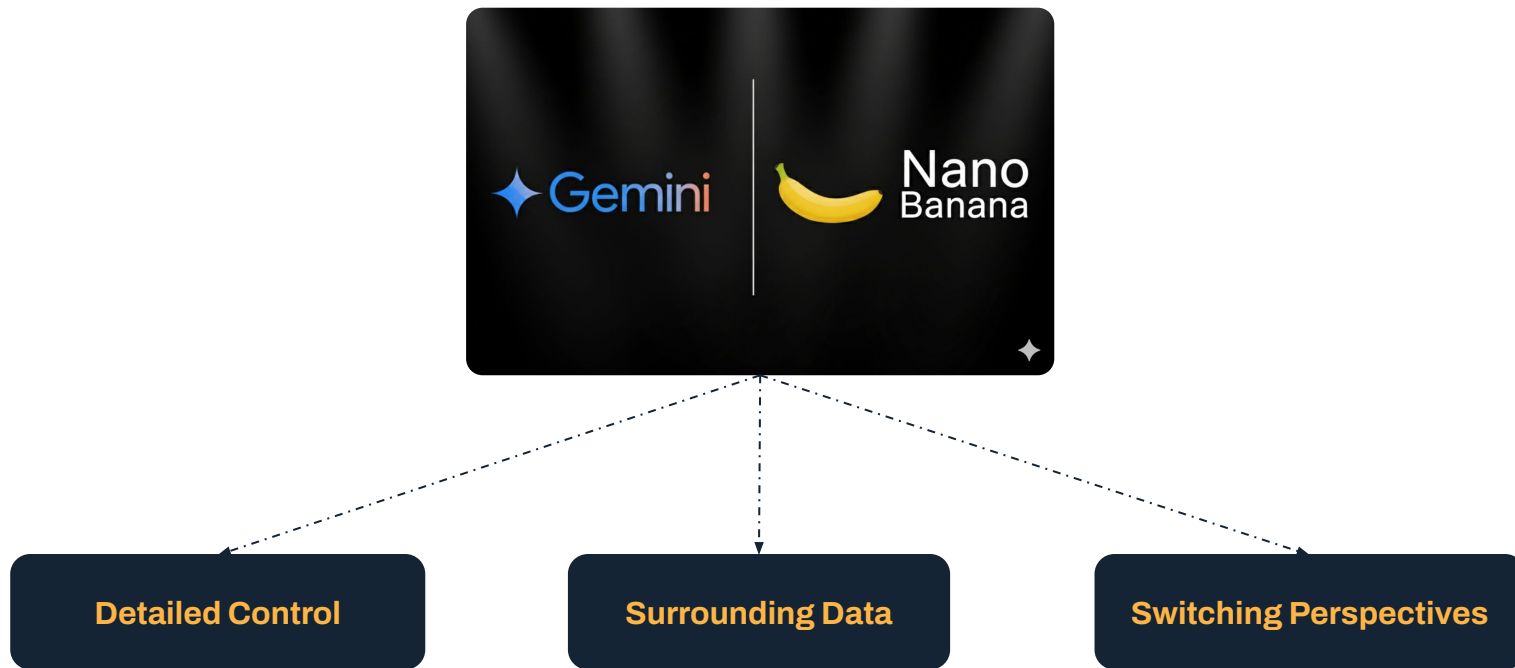 Gemini
Nano
Banana
Detailed Control
Surrounding Data
Switching Perspectives